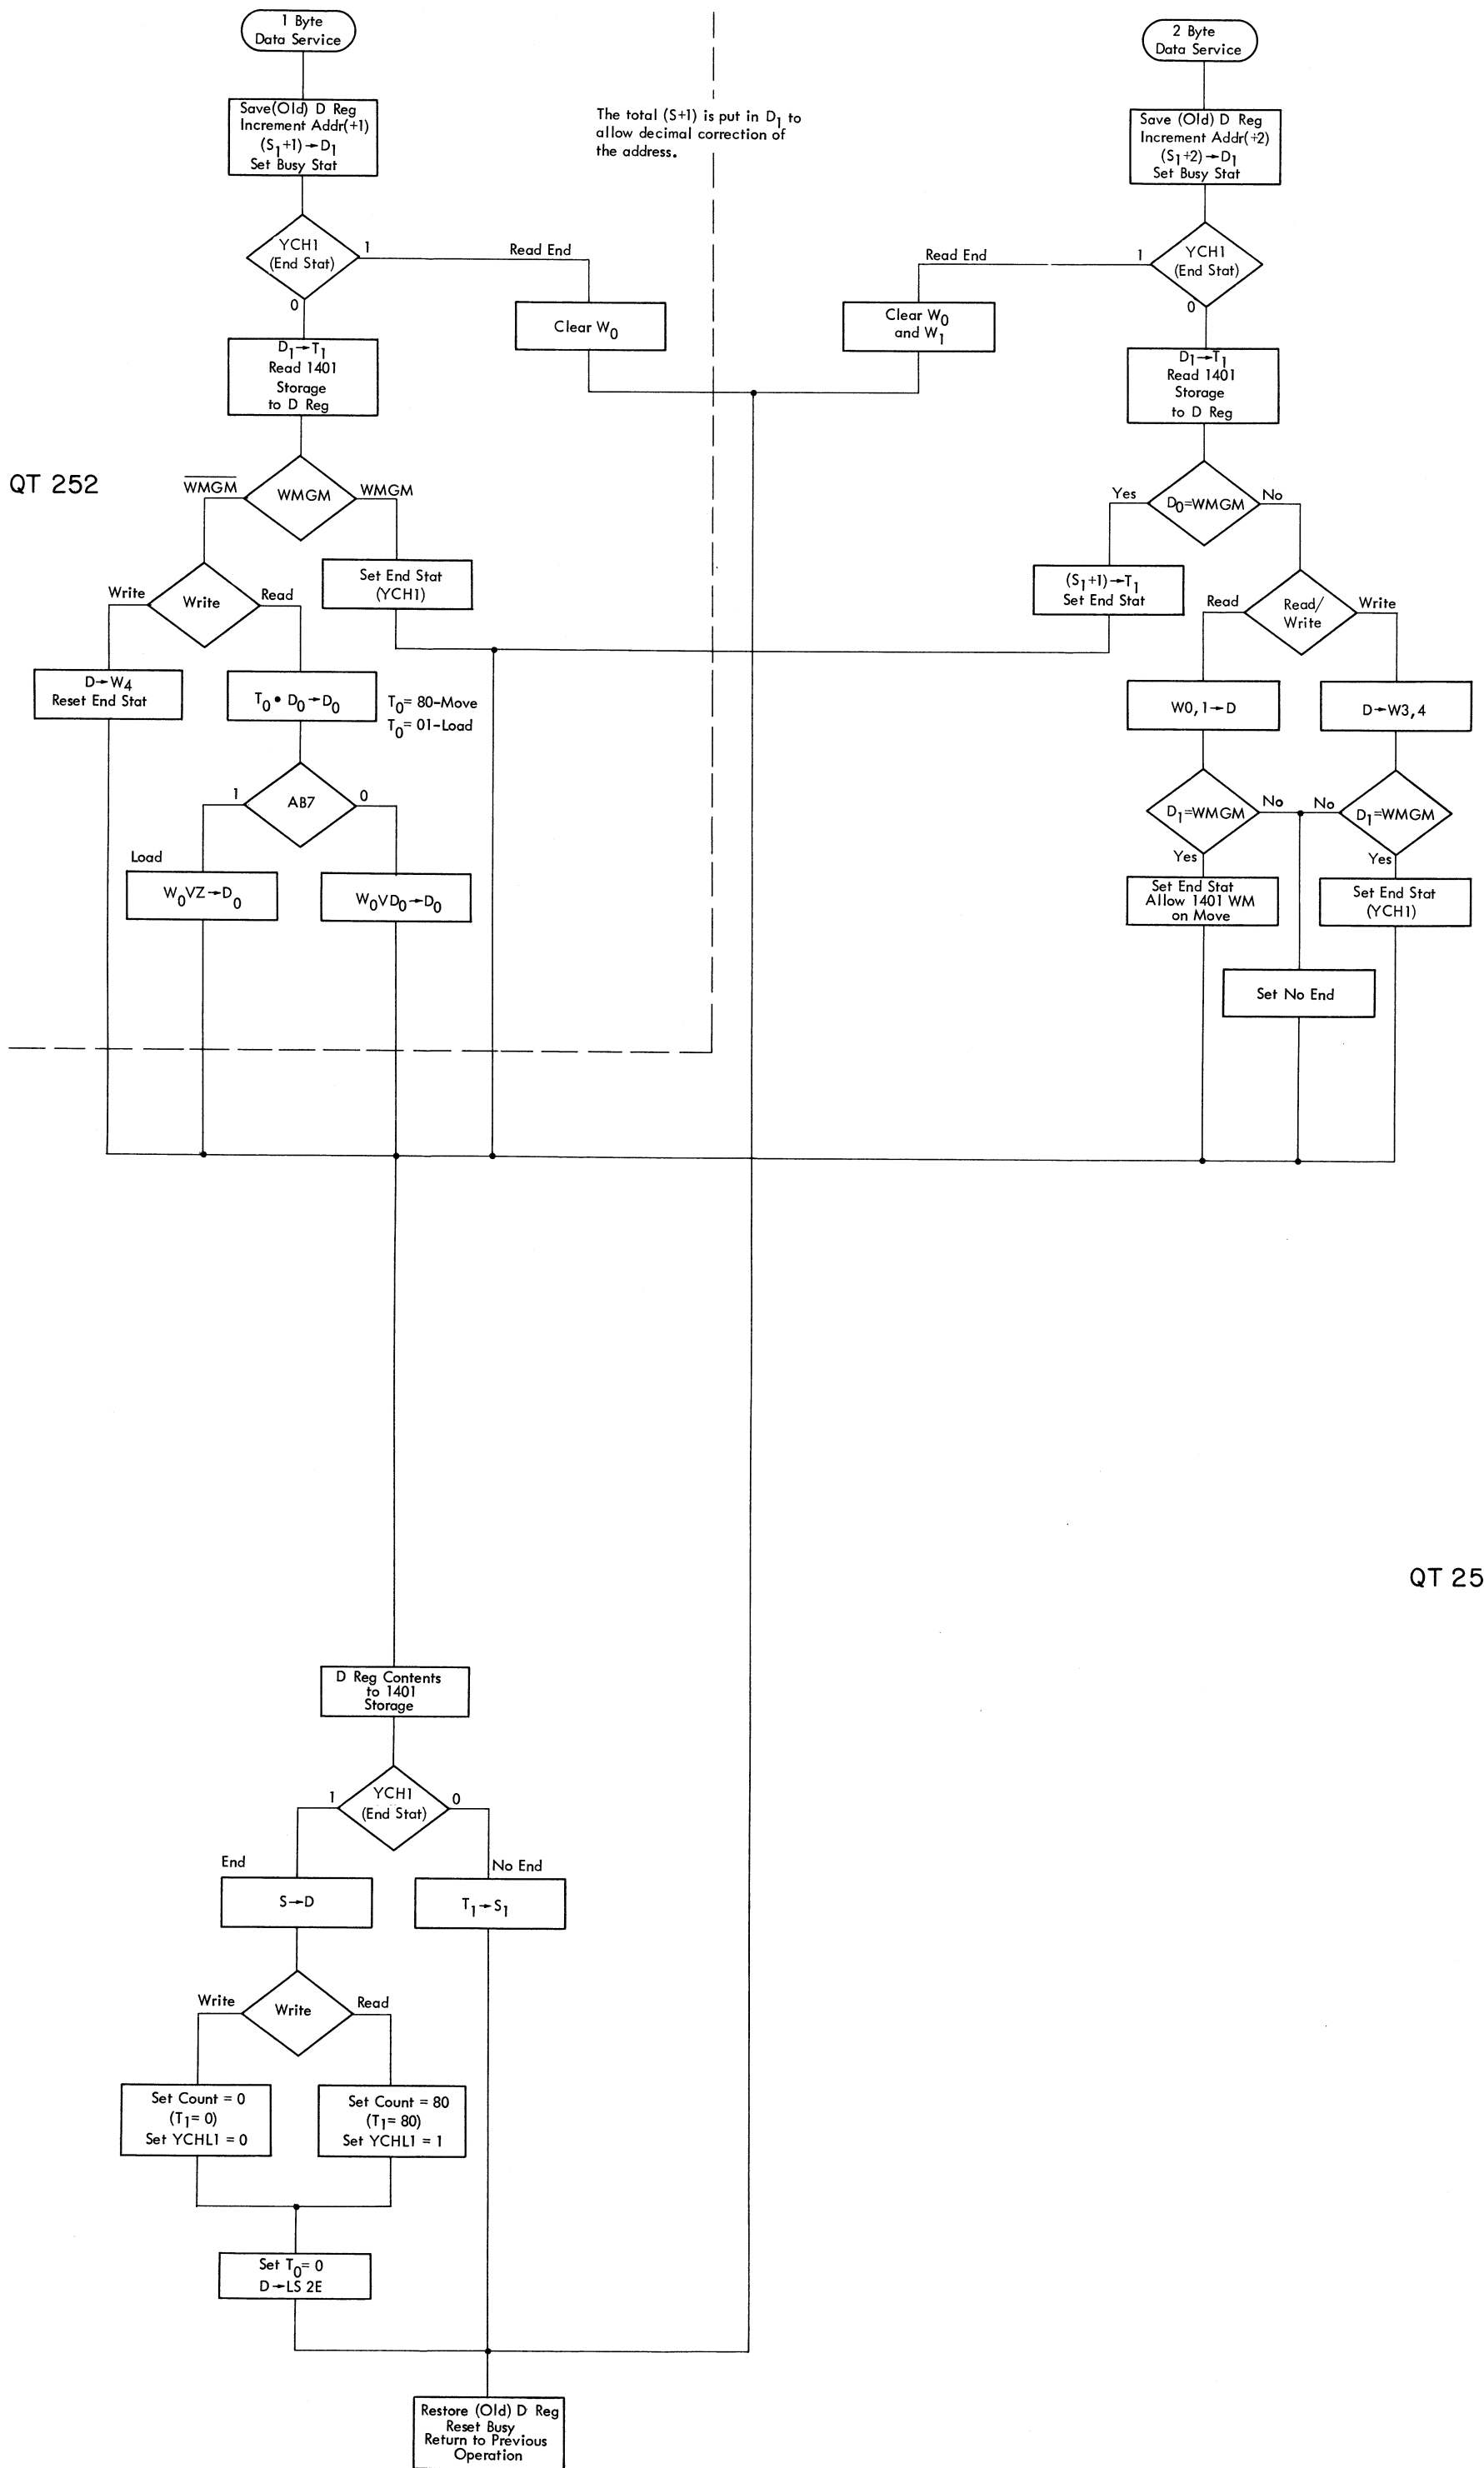 1 Byte
Data Service
Save(Old) D Reg
Increment Addr(+1)
(S1+1)→D1
Set Busy Stat
The total (S+1) is put in D1 to
allow decimal correction of
the address.
YCH1
(End Stat)
1
0
Read End
Clear W0
D1→T1
Read 1401
Storage
to D Reg
QT 252
W̅M̅G̅M̅
WMGM
WMGM
Set End Stat
(YCH1)
Write
Write
Read
D→W4
Reset End Stat
T0 • D0→D0
T0= 80-Move
T0= 01-Load
1
AB7
0
Load
W0VZ→D0
W0VD0→D0
2 Byte
Data Service
Save (Old) D Reg
Increment Addr(+2)
(S1+2)→D1
Set Busy Stat
Read End
1
YCH1
(End Stat)
0
Clear W0
and W1
D1→T1
Read 1401
Storage
to D Reg
Yes
D0=WMGM
No
(S1+1)→T1
Set End Stat
Read
Read/
Write
Write
W0,1→D
D→W3,4
D1=WMGM
No
No
D1=WMGM
Yes
Yes
Set End Stat
Allow 1401 WM
on Move
Set End Stat
(YCH1)
Set No End
QT 25
D Reg Contents
to 1401
Storage
1
YCH1
(End Stat)
0
End
No End
S→D
T1→S1
Write
Write
Read
Set Count = 0
(T1= 0)
Set YCHL1 = 0
Set Count = 80
(T1= 80)
Set YCHL1 = 1
Set T0= 0
D→LS 2E
Restore (Old) D Reg
Reset Busy
Return to Previous
Operation